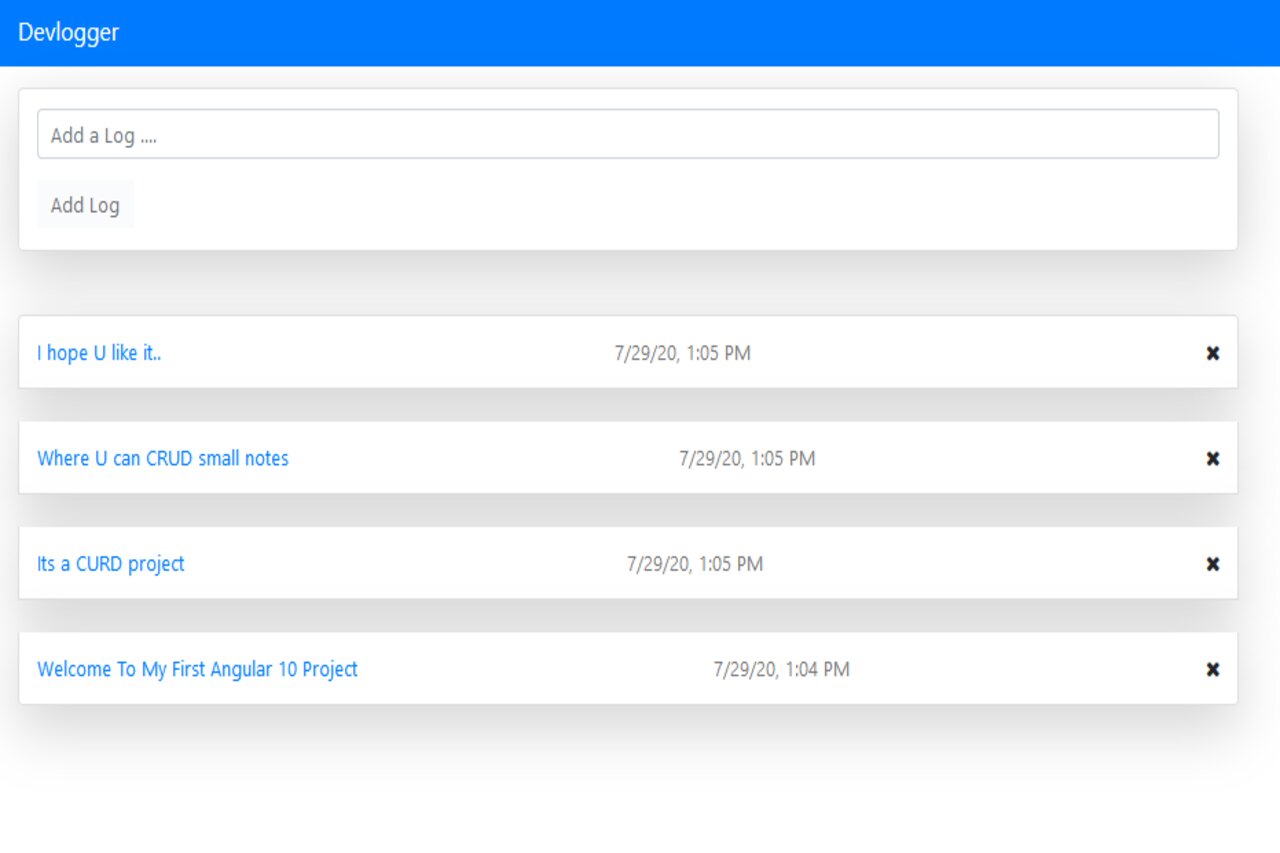 Devlogger
Add a Log ....
Add Log
I hope U like it.. 7/29/20, 1:05 PM ✖
Where U can CRUD small notes 7/29/20, 1:05 PM ✖
Its a CURD project 7/29/20, 1:05 PM ✖
Welcome To My First Angular 10 Project 7/29/20, 1:04 PM ✖